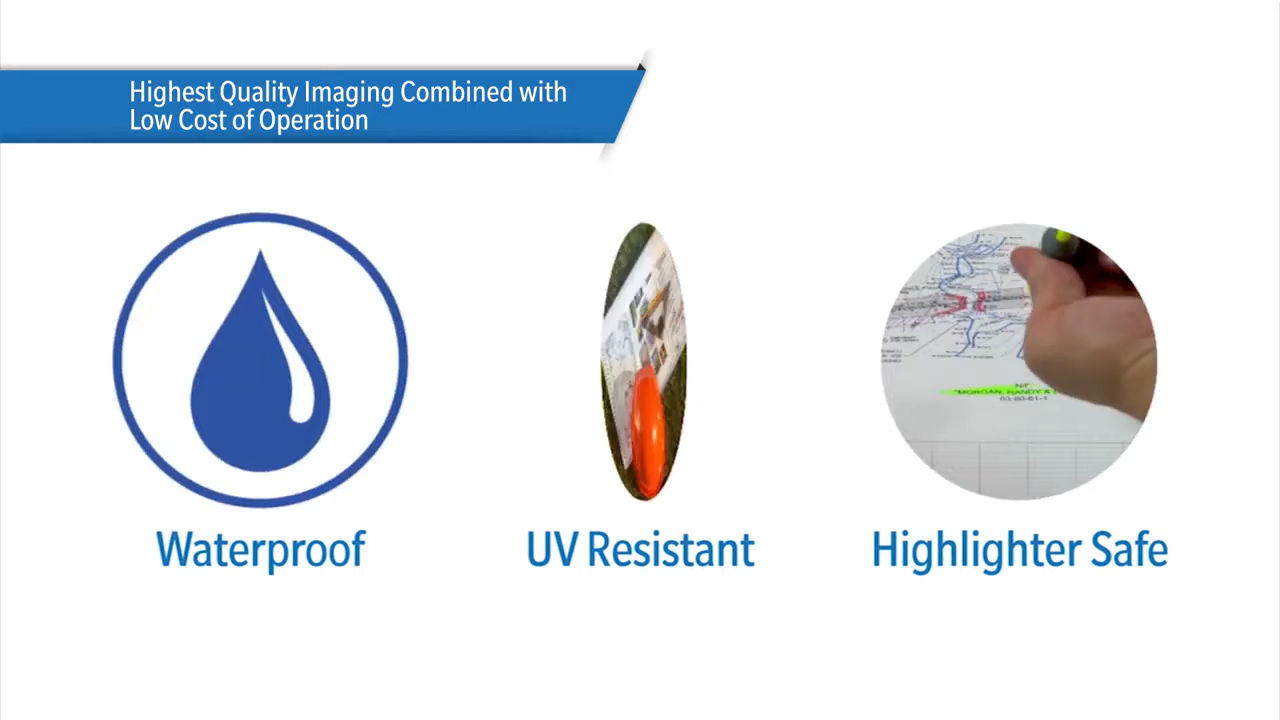 Highest Quality Imaging Combined with
Low Cost of Operation
Waterproof
UV Resistant
Highlighter Safe